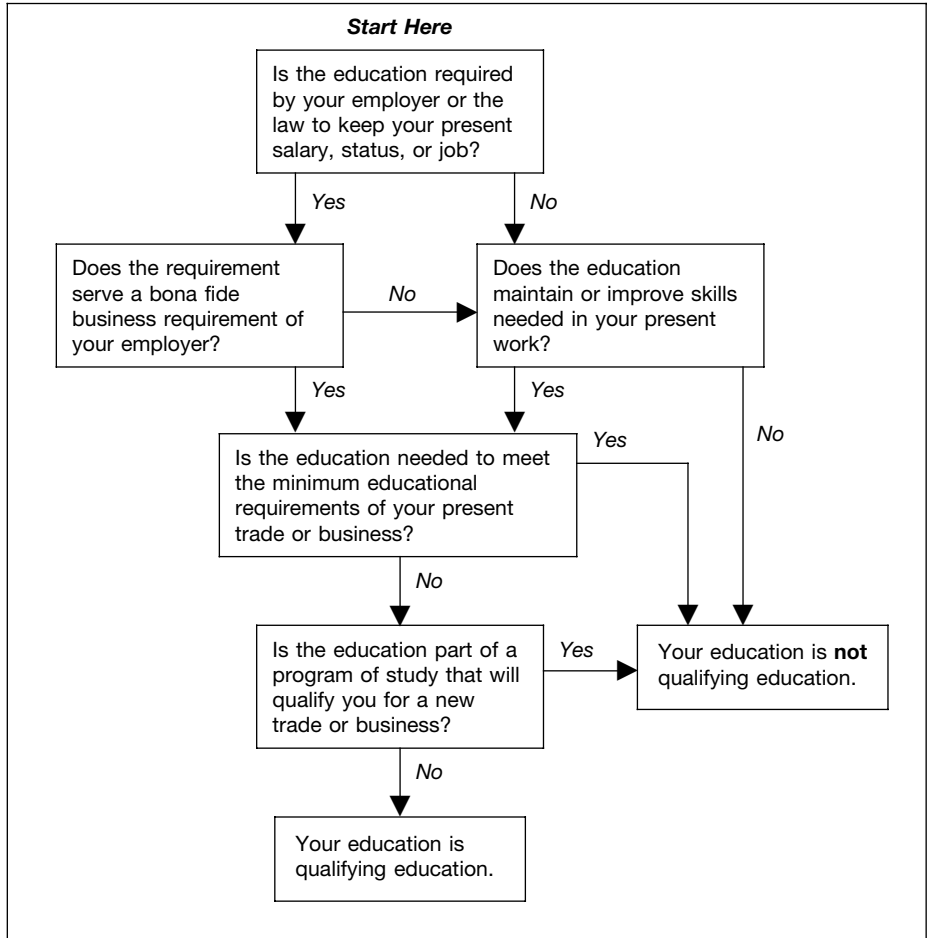 Start Here
Is the education required
by your employer or the
law to keep your present
salary, status, or job?
Yes
No
Does the requirement
serve a bona fide
business requirement of
your employer?
No
Does the education
maintain or improve skills
needed in your present
work?
Yes
Yes
No
Is the education needed to meet
the minimum educational
requirements of your present
trade or business?
Yes
No
Is the education part of a
program of study that will
qualify you for a new
trade or business?
Yes
Your education is not
qualifying education.
No
Your education is
qualifying education.